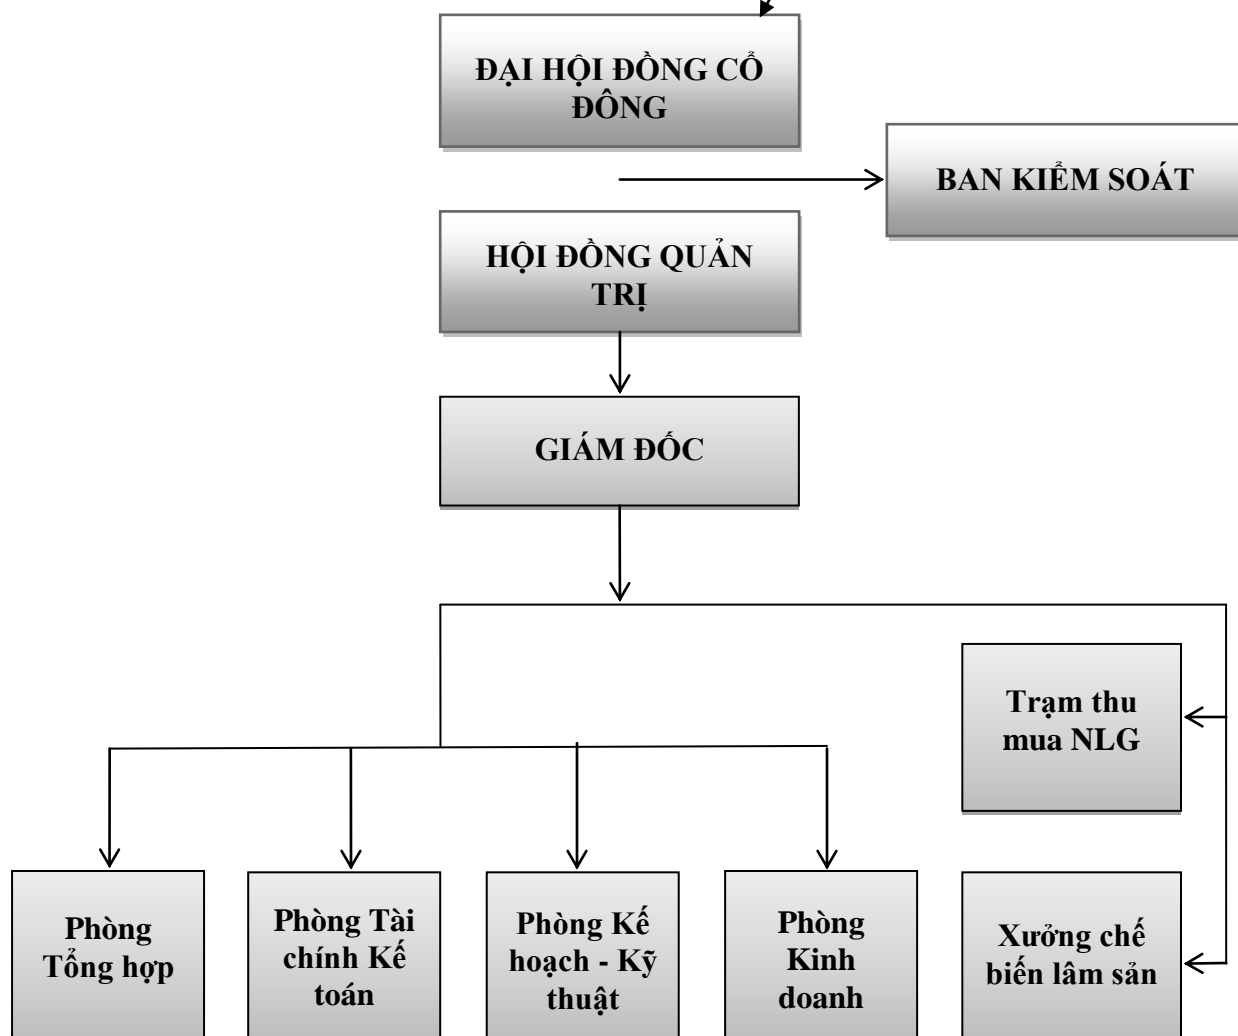 ĐẠI HỘI ĐỒNG CỔ
ĐÔNG
BAN KIỂM SOÁT
HỘI ĐỒNG QUẢN
TRỊ
GIÁM ĐỐC
Trạm thu
mua NLG
Phòng
Tổng hợp
Phòng Tài
chính Kế
toán
Phòng Kế
hoạch - Kỹ
thuật
Phòng
Kinh
doanh
Xưởng chế
biến lâm sản